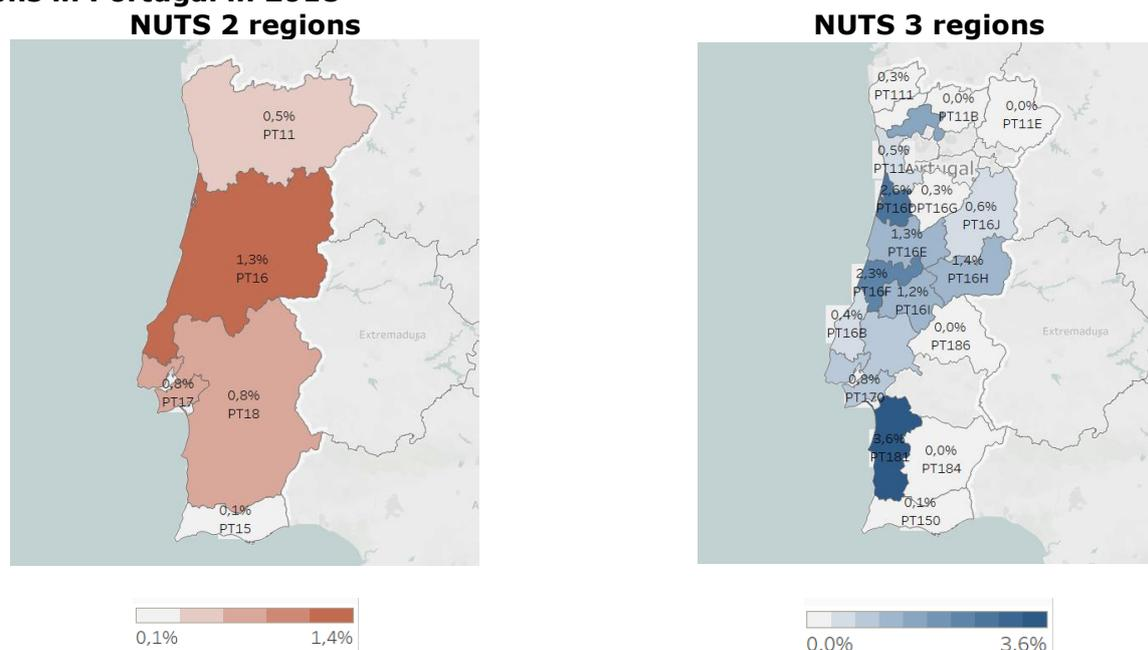 NUTS 2 regions
0,5%
PT11
1,3%
PT16
0,8%
PT17
0,8%
PT18
0,1%
PT15
Extremadura
0,1%
1,4%
NUTS 3 regions
0,3%
PT111
0,0%
PT11B
0,0%
PT11E
0,5%
PT11A
2,6%
PT16D
0,3%
PT16G
0,6%
PT16J
1,3%
PT16E
1,4%
PT16H
2,3%
PT16F
1,2%
PT16I
0,4%
PT16B
0,0%
PT186
0,8%
PT170
3,6%
PT181
0,0%
PT184
0,1%
PT150
Extremadura
0,0%
3,6%